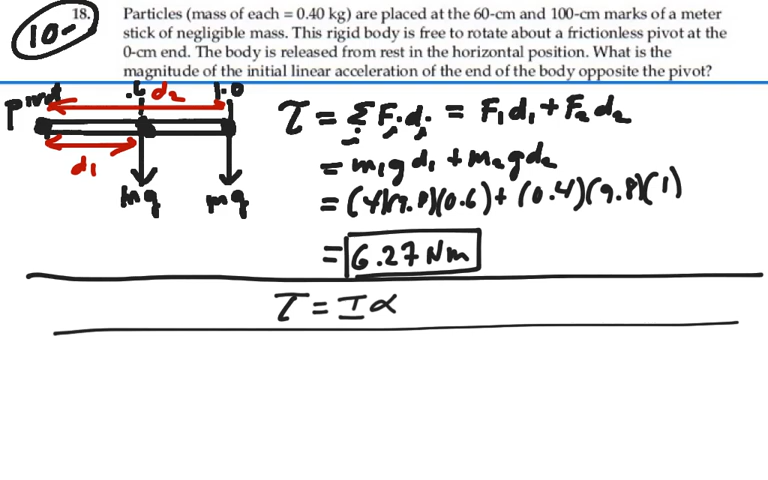 10-
18. Particles (mass of each = 0.40 kg) are placed at the 60-cm and 100-cm marks of a meter
stick of negligible mass. This rigid body is free to rotate about a frictionless pivot at the
0-cm end. The body is released from rest in the horizontal position. What is the
magnitude of the initial linear acceleration of the end of the body opposite the pivot?
Pivot .6 d2 1.0
d1
mg mg
τ = Σ Fi di = F1d1 + F2d2
= m1gd1 + m2gd2
= (.4)(9.8)(0.6) + (0.4)(9.8)(1)
= 6.27 Nm
τ = Iα